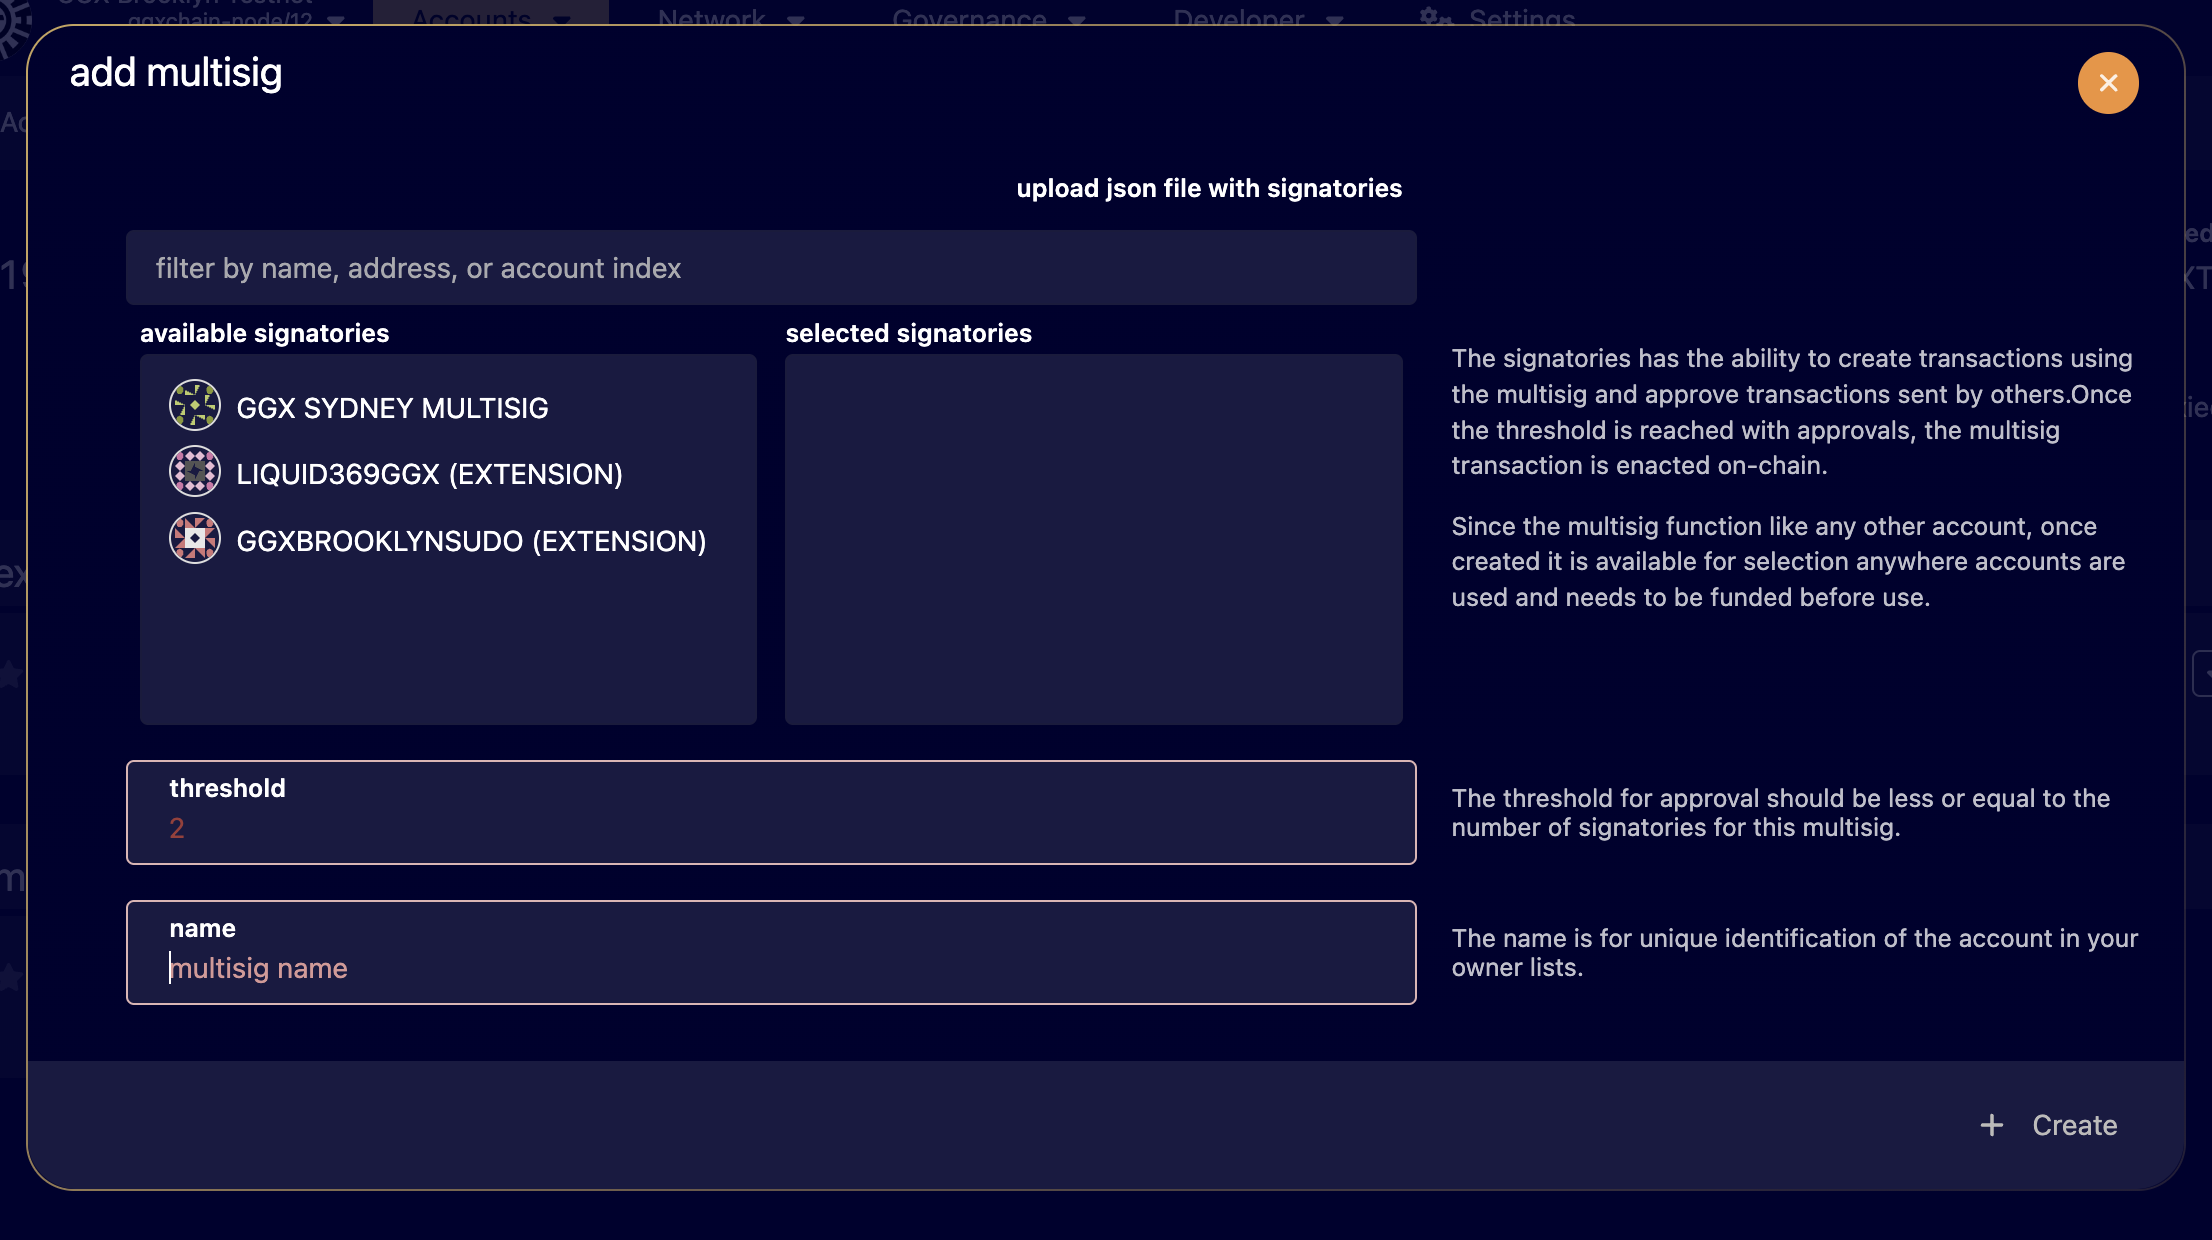 GGX Brooklyn Testnet
ggxchain-node/12
Accounts
Network
Governance
Developer
Settings
add multisig
upload json file with signatories
filter by name, address, or account index
available signatories
selected signatories
GGX SYDNEY MULTISIG
LIQUID369GGX (EXTENSION)
GGXBROOKLYNSUDO (EXTENSION)
The signatories has the ability to create transactions using
the multisig and approve transactions sent by others.Once
the threshold is reached with approvals, the multisig
transaction is enacted on-chain.
Since the multisig function like any other account, once
created it is available for selection anywhere accounts are
used and needs to be funded before use.
threshold
2
The threshold for approval should be less or equal to the
number of signatories for this multisig.
name
multisig name
The name is for unique identification of the account in your
owner lists.
+ Create